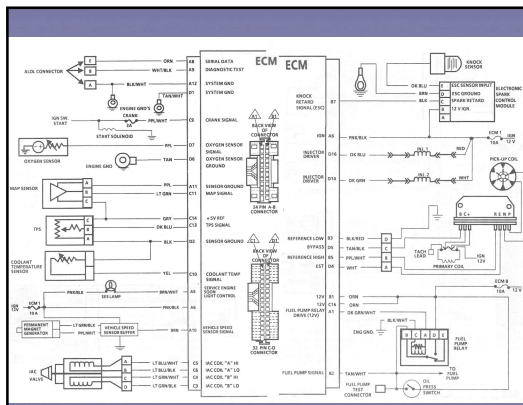 ECM ECM
E ORN A8 SERIAL DATA
B WHT/BLK A9 DIAGNOSTIC TEST
ALDL CONNECTOR
A BLK/WHT A12 SYSTEM GND
TAN/WHT D1 SYSTEM GND
ENGINE GND'S
IGN SW. START
CRANK
PPL/WHT C9 CRANK SIGNAL
START SOLENOID
OXYGEN SENSOR
PPL D7 OXYGEN SENSOR SIGNAL
ENGINE GND
TAN D6 OXYGEN SENSOR GROUND
MAP SENSOR
A B C
PPL A11 SENSOR GROUND
LT GRN C11 MAP SIGNAL
GRY C14 + 5V REF
DK BLU C13 TPS SIGNAL
TPS
C B A
BLK D2 SENSOR GROUND
COOLANT TEMPERATURE SENSOR
YEL C10 COOLANT TEMP SIGNAL
PNK/BLK SES LAMP BRN/WHT A5 SERVICE ENGINE SOON LIGHT CONTROL
IGN 12V
ECM 1 10A
PNK/BLK A6
PERMANENT MAGNET GENERATOR
LT GRN/BLK
PPL/WHT
VEHICLE SPEED SENSOR BUFFER
BRN A10 VEHICLE SPEED SENSOR SIGNAL
IAC VALVE
A LT BLU/WHT C5 IAC COIL "A" HI
B LT BLU/BLK C6 IAC COIL "A" LO
C LT GRN/WHT C4 IAC COIL "B" HI
D LT GRN/BLK C3 IAC COIL "B" LO
BACK VIEW OF CONNECTOR
24 PIN A-B CONNECTOR
BACK VIEW OF CONNECTOR
32 PIN C-D CONNECTOR
KNOCK SENSOR
DK BLU E ESC SENSOR INPUT
BRN D ESC GROUND
BLK C SPARK RETARD
B 12 V IGN.
A
ELECTRONIC SPARK CONTROL MODULE
KNOCK RETARD SIGNAL (ESC) B7
IGN A6 PNK/BLK
ECM 1 10A
IGN 12 V
INJECTOR DRIVER D16 DK BLU INJ. 1 RED
INJECTOR DRIVER D14 DK GRN INJ. 2 WHT
PICK-UP COIL
B C + R E N P
REFERENCE LOW B3 BLK/RED D
BYPASS D5 TAN/BLK C
REFERENCE HIGH B5 PPL/WHT B
EST D4 WHT A
TACH LEAD
PRIMARY COIL
IGN 12V
ECM B 10A
12 V
12V B1 ORN
12V C16 ORN
FUEL PUMP RELAY DRIVE (12V) A1 DK GRN/WHT
BLK/WHT
ENG GND.
B C A D E
FUEL PUMP RELAY
TO FUEL PUMP
FUEL PUMP SIGNAL B2 TAN/WHT
FUEL PUMP TEST CONNECTOR
OIL PRESS SWITCH